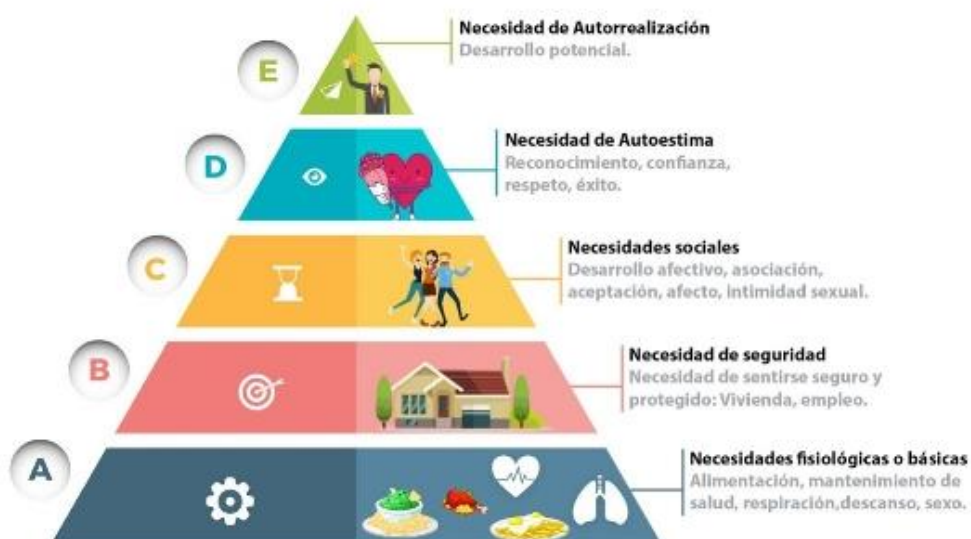 E
Necesidad de Autorrealización
Desarrollo potencial.
D
Necesidad de Autoestima
Reconocimiento, confianza,
respeto, éxito.
C
Necesidades sociales
Desarrollo afectivo, asociación,
aceptación, afecto, intimidad sexual.
B
Necesidad de seguridad
Necesidad de sentirse seguro y
protegido: Vivienda, empleo.
A
Necesidades fisiológicas o básicas
Alimentación, mantenimiento de
salud, respiración,descanso, sexo.